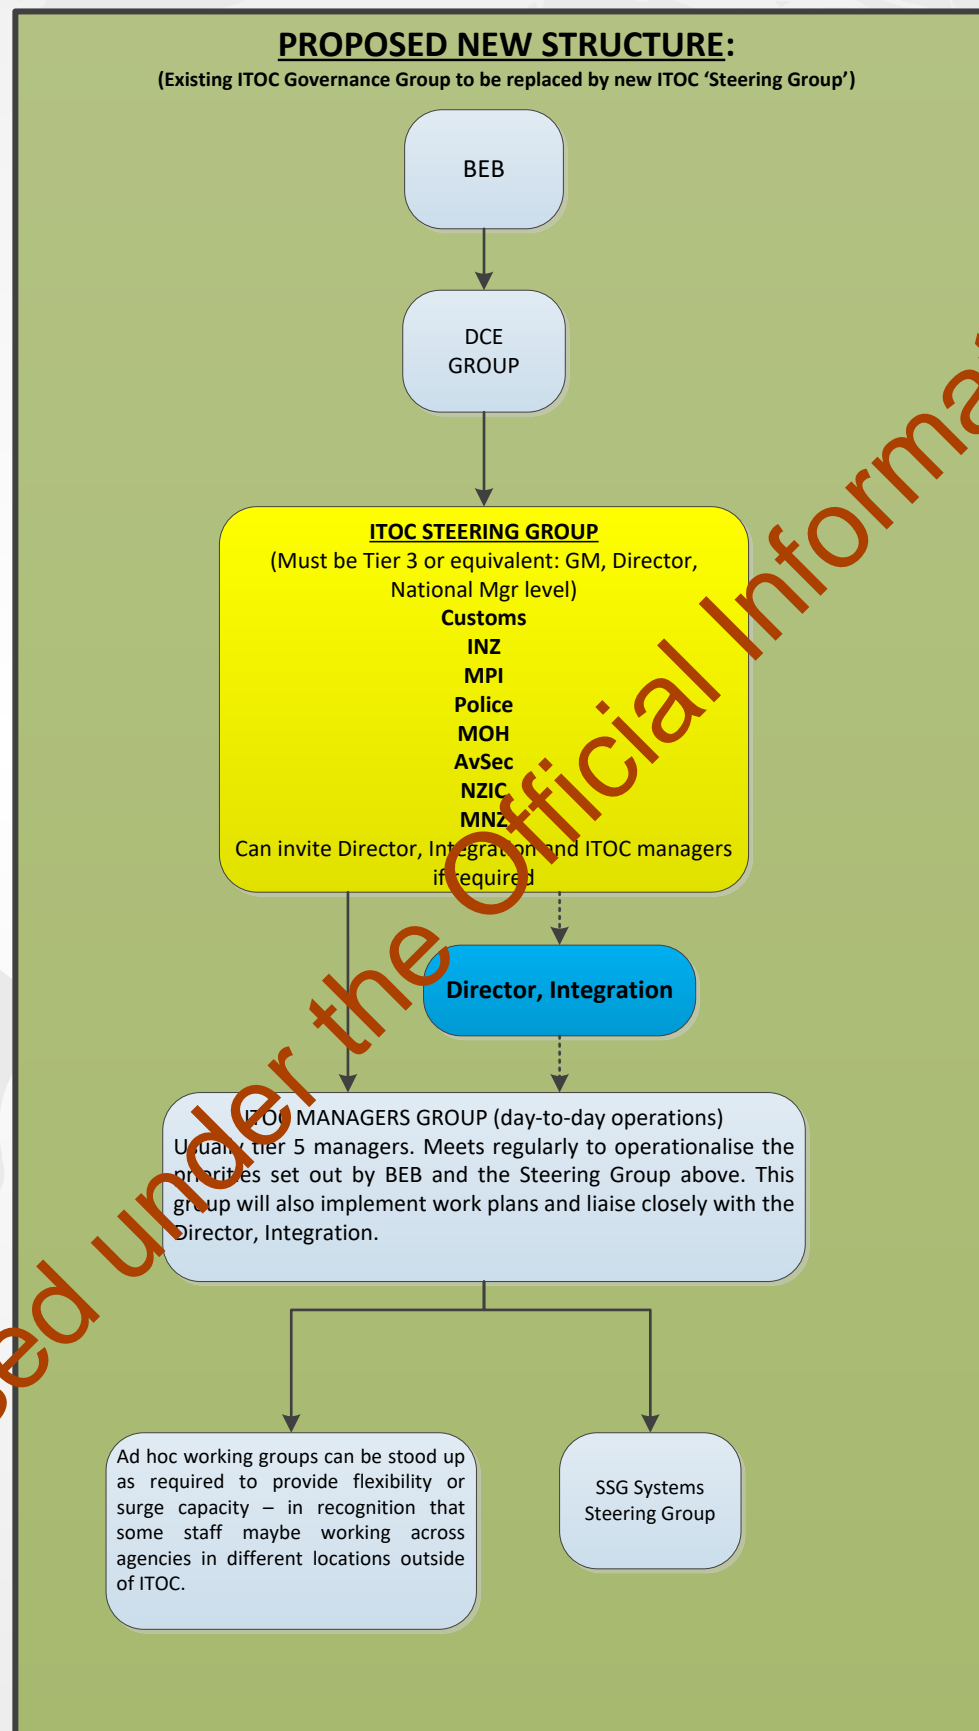 PROPOSED NEW STRUCTURE:
(Existing ITOC Governance Group to be replaced by new ITOC ‘Steering Group’)
BEB
DCE
GROUP
ITOC STEERING GROUP
(Must be Tier 3 or equivalent: GM, Director,
National Mgr level)
Customs
INZ
MPI
Police
MOH
AvSec
NZIC
MNZ
Can invite Director, Integration and ITOC managers
if required
Director, Integration
ITOC MANAGERS GROUP (day-to-day operations)
Usually tier 5 managers. Meets regularly to operationalise the
priorities set out by BEB and the Steering Group above. This
group will also implement work plans and liaise closely with the
Director, Integration.
Ad hoc working groups can be stood up
as required to provide flexibility or
surge capacity – in recognition that
some staff maybe working across
agencies in different locations outside
of ITOC.
SSG Systems
Steering Group
under the Official